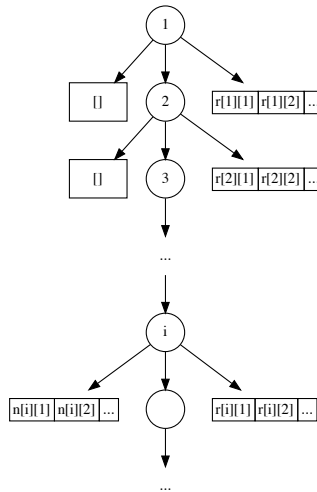 1
[] 2 r[1][1] r[1][2] ...
[] 3 r[2][1] r[2][2] ...
...
i
n[i][1] n[i][2] ... r[i][1] r[i][2] ...
...